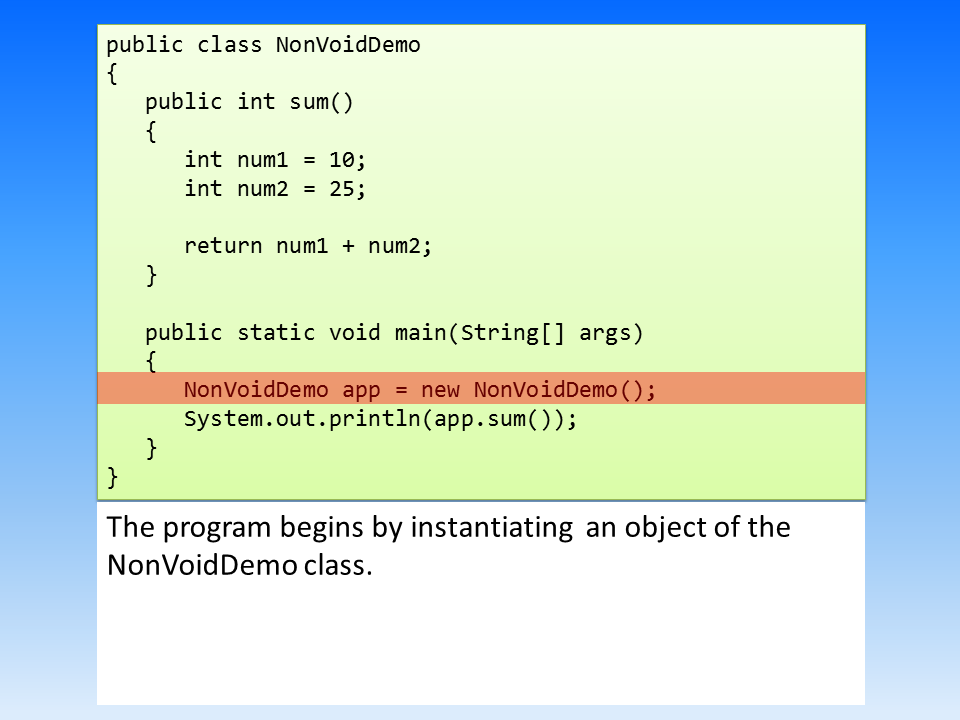 public class NonVoidDemo
{
   public int sum()
   {
      int num1 = 10;
      int num2 = 25;

      return num1 + num2;
   }

   public static void main(String[] args)
   {
      NonVoidDemo app = new NonVoidDemo();
      System.out.println(app.sum());
   }
}
The program begins by instantiating an object of the
NonVoidDemo class.